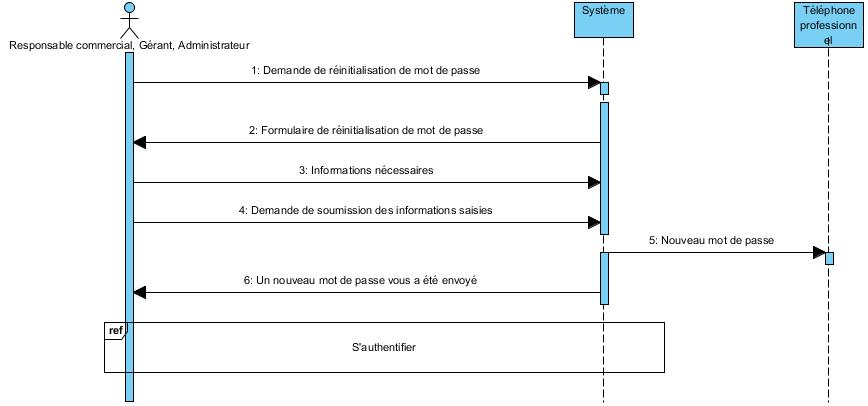 Système
Téléphone
professionn
el
Responsable commercial, Gérant, Administrateur
1: Demande de réinitialisation de mot de passe
2: Formulaire de réinitialisation de mot de passe
3: Informations nécessaires
4: Demande de soumission des informations saisies
5: Nouveau mot de passe
6: Un nouveau mot de passe vous a été envoyé
ref
S'authentifier